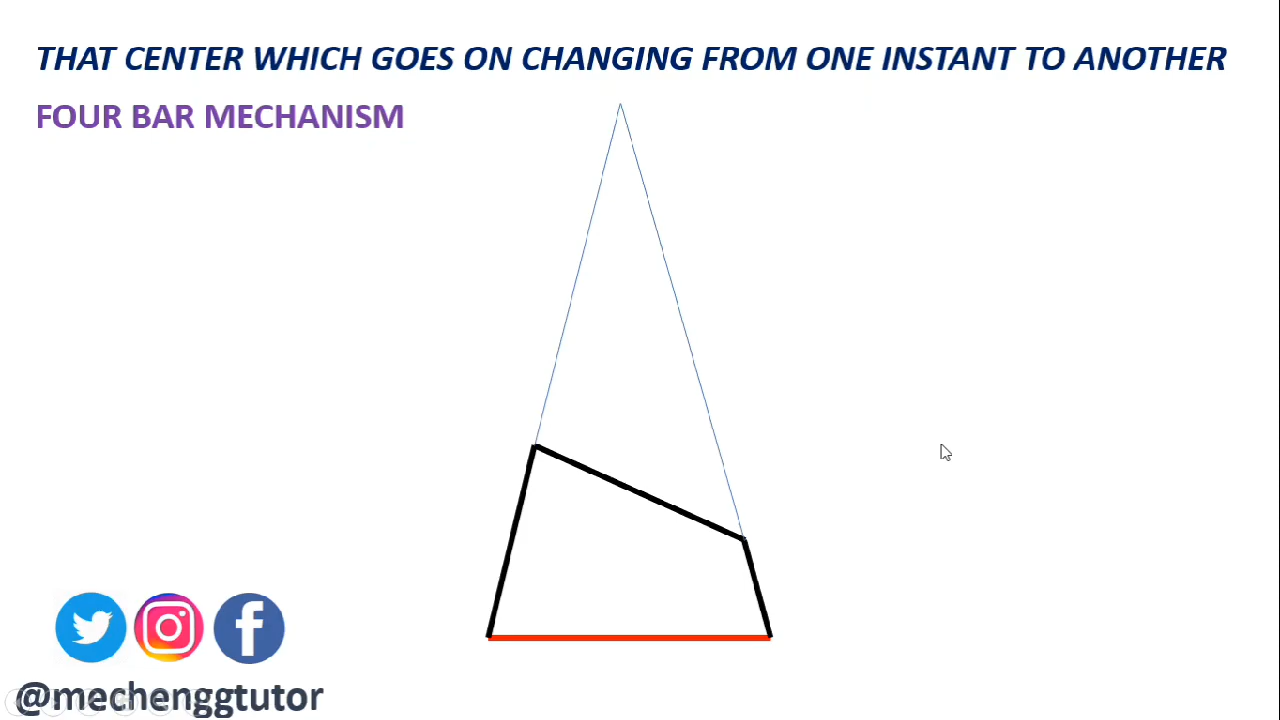 THAT CENTER WHICH GOES ON CHANGING FROM ONE INSTANT TO ANOTHER
FOUR BAR MECHANISM
@mechenggtutor